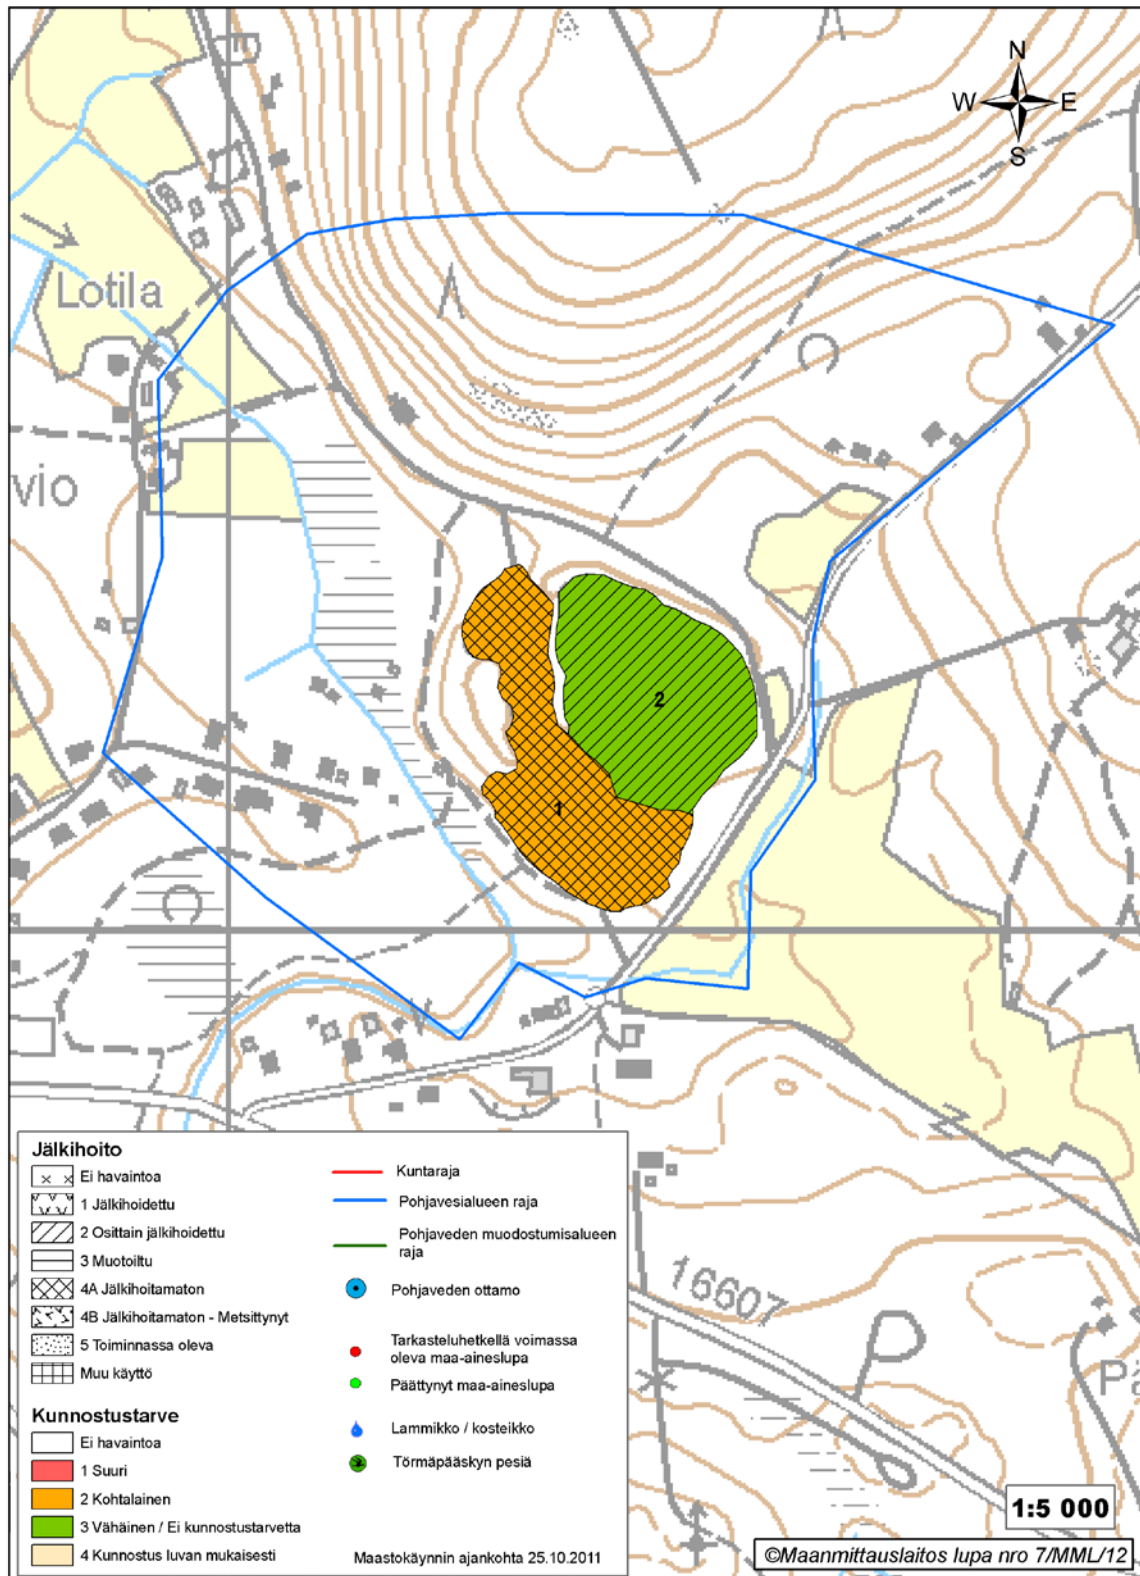 N
W E
S
Lotila
vio
2
1
16607
Pä
Jälkihoito
Ei havaintoa
1 Jälkihoidettu
2 Osittain jälkihoidettu
3 Muotoiltu
4A Jälkihoitamaton
4B Jälkihoitamaton - Metsittynyt
5 Toiminnassa oleva
Muu käyttö
Kunnostustarve
Ei havaintoa
1 Suuri
2 Kohtalainen
3 Vähäinen / Ei kunnostustarvetta
4 Kunnostus luvan mukaisesti
Kuntaraja
Pohjavesialueen raja
Pohjaveden muodostumisalueen
raja
Pohjaveden ottamo
Tarkasteluhetkellä voimassa
oleva maa-aineslupa
Päättynyt maa-aineslupa
Lammikko / kosteikko
Törmäpääskyn pesiä
Maastokäynnin ajankohta 25.10.2011
1:5 000
©Maanmittauslaitos lupa nro 7/MML/12